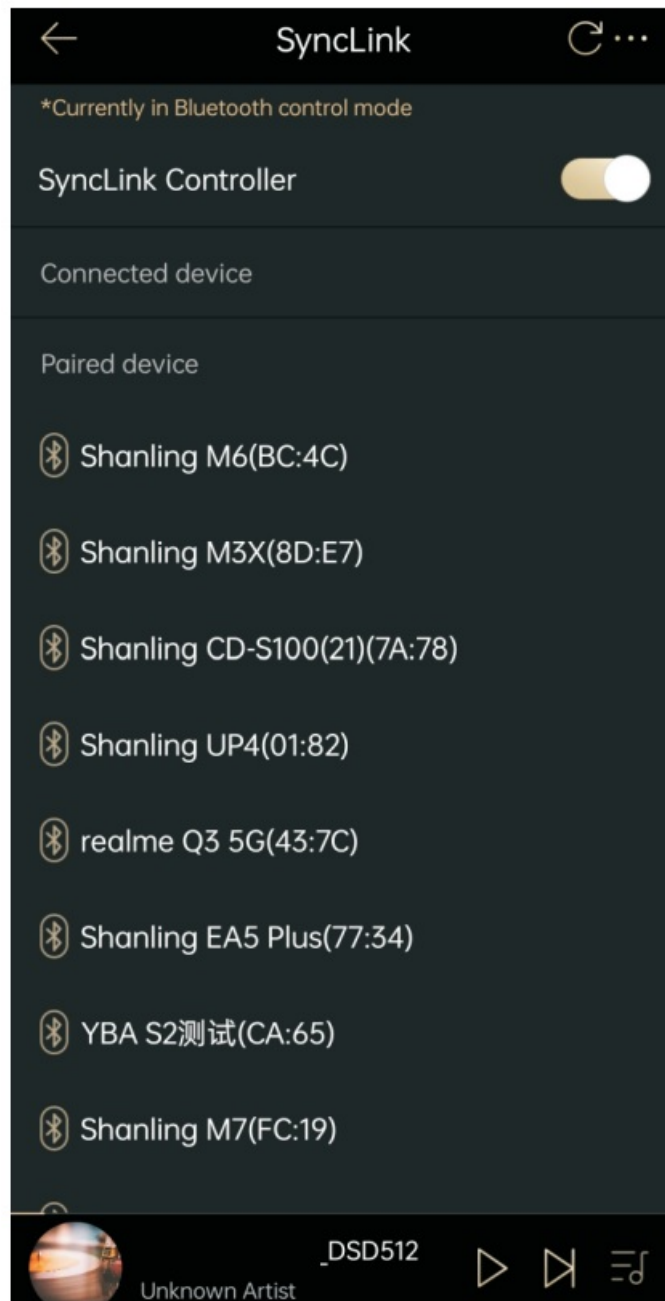 SyncLink
*Currently in Bluetooth control mode
SyncLink Controller
Connected device
Paired device
Shanling M6(BC:4C)
Shanling M3X(8D:E7)
Shanling CD-S100(21)(7A:78)
Shanling UP4(01:82)
realme Q3 5G(43:7C)
Shanling EA5 Plus(77:34)
YBA S2测试(CA:65)
Shanling M7(FC:19)
_DSD512
Unknown Artist